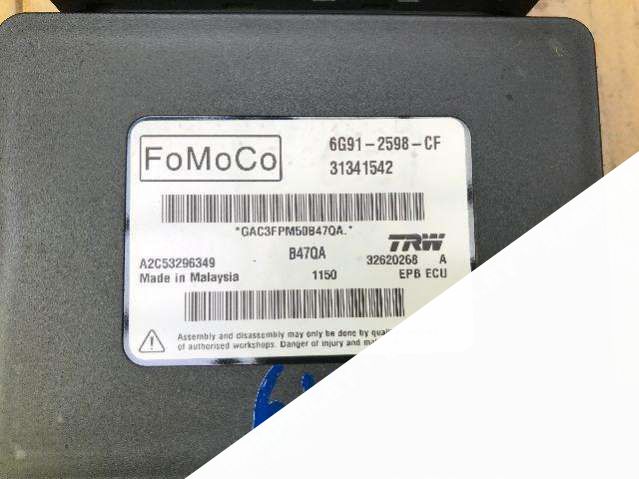 FoMoCo
6G91-2598-CF
31341542
*GAC3FPM50B47QA.*
B47QA
TRW
A2C53296349
32620268 A
Made in Malaysia
1150
EPB ECU
Assembly and disassembly may only be done by
of authorised workshops. Danger of injury and